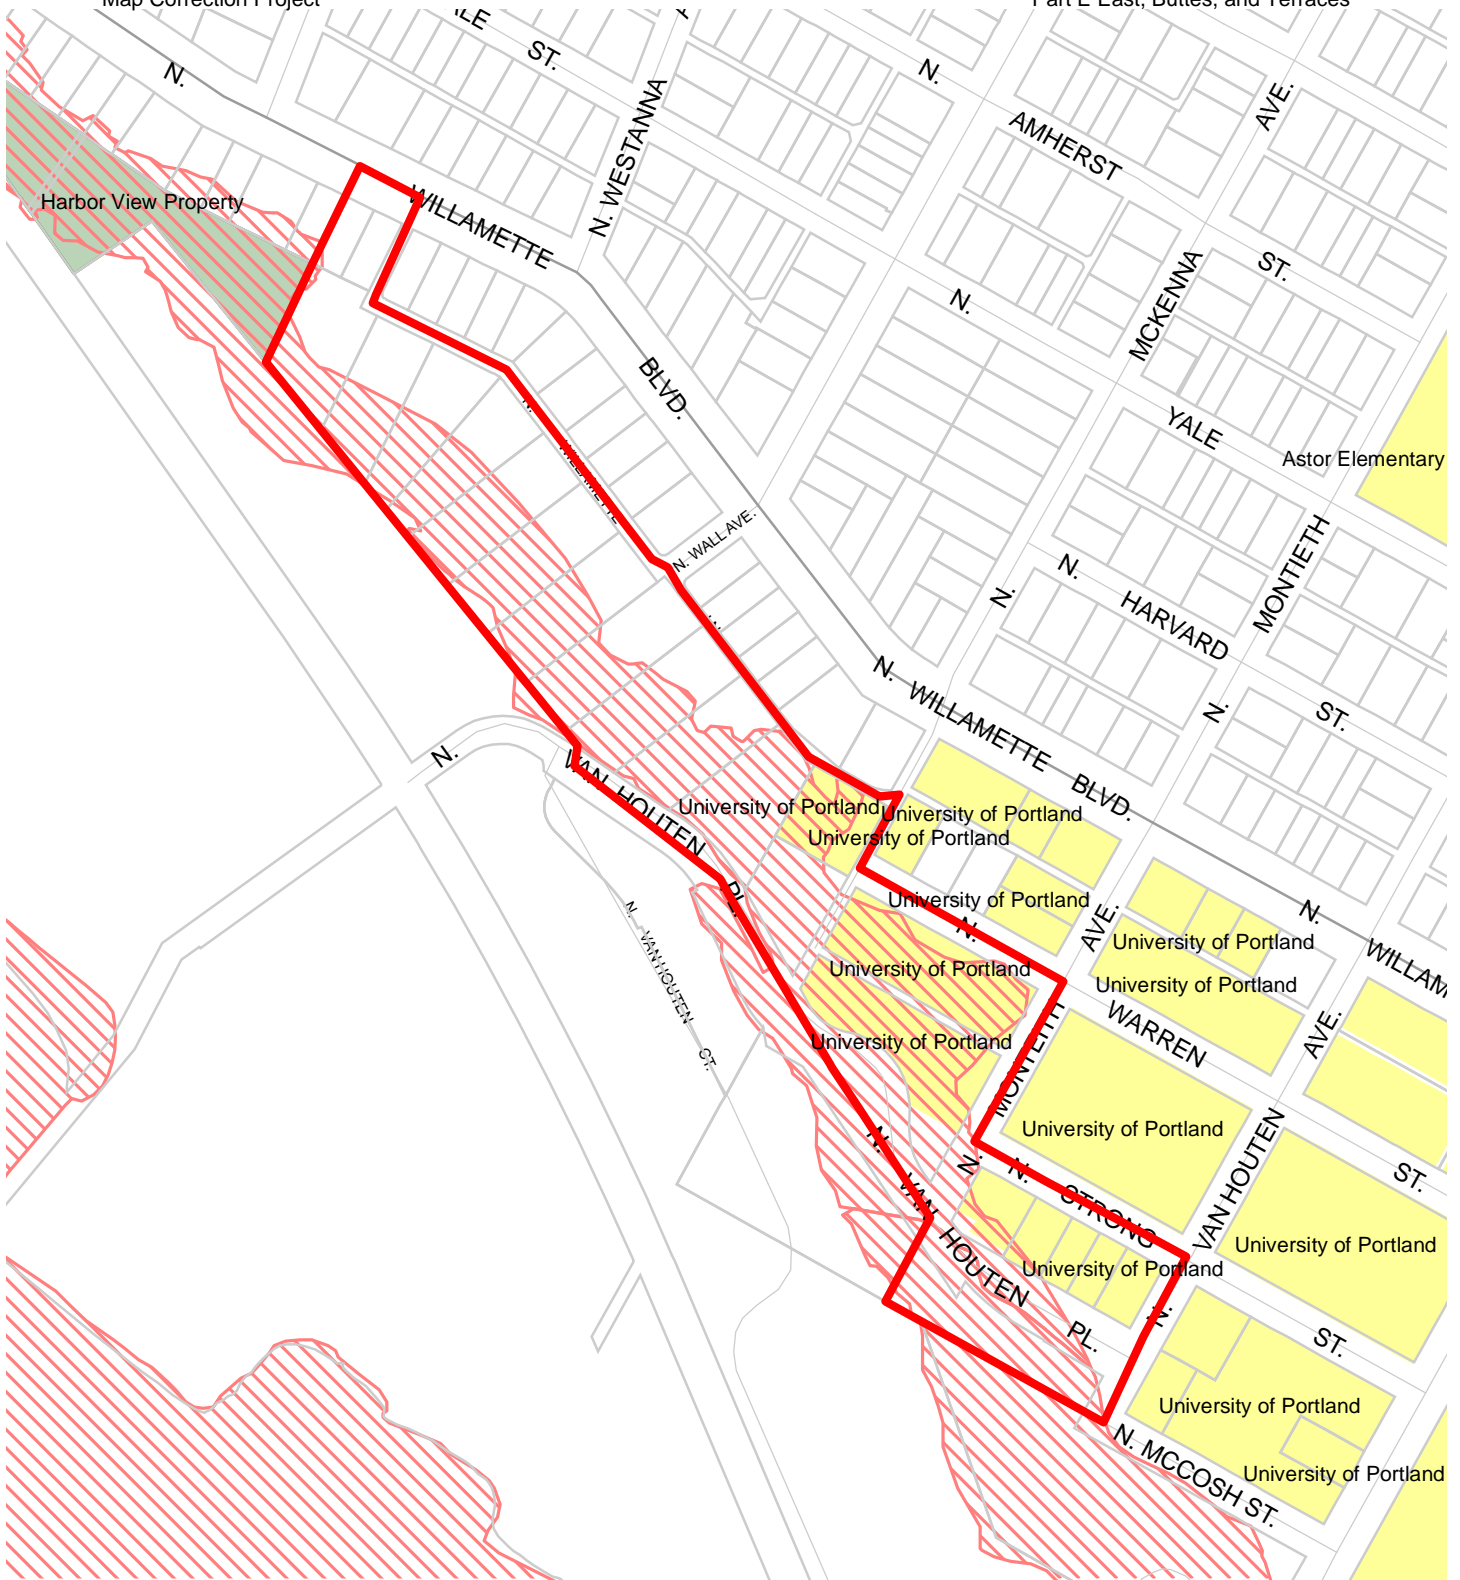 Map Correction Project
Part E East, Buttes, and Terraces
ST.
N.
N.
N. WESTANNA
AMHERST
AVE.
Harbor View Property
WILLAMETTE
ST.
MCKENNA
N.
BLVD.
YALE
Astor Elementary
N.
WILLAMETTE
N. WALL AVE.
MONTIETH
N.
HARVARD
N.
N.
WILLAMETTE
BLVD.
N.
ST.
N.
VAN HOUTEN
PL.
University of Portland
University of Portland
University of Portland
University of Portland
N.
AVE.
N.
WILLAM
University of Portland
University of Portland
University of Portland
N. VAN HOUTEN CT.
University of Portland
MONTEITH
WARREN
AVE.
University of Portland
N.
N.
N.
STRONG
VAN HOUTEN
ST.
N.
VAN
HOUTEN
PL.
University of Portland
University of Portland
ST.
University of Portland
N. MCCOSH ST.
University of Portland